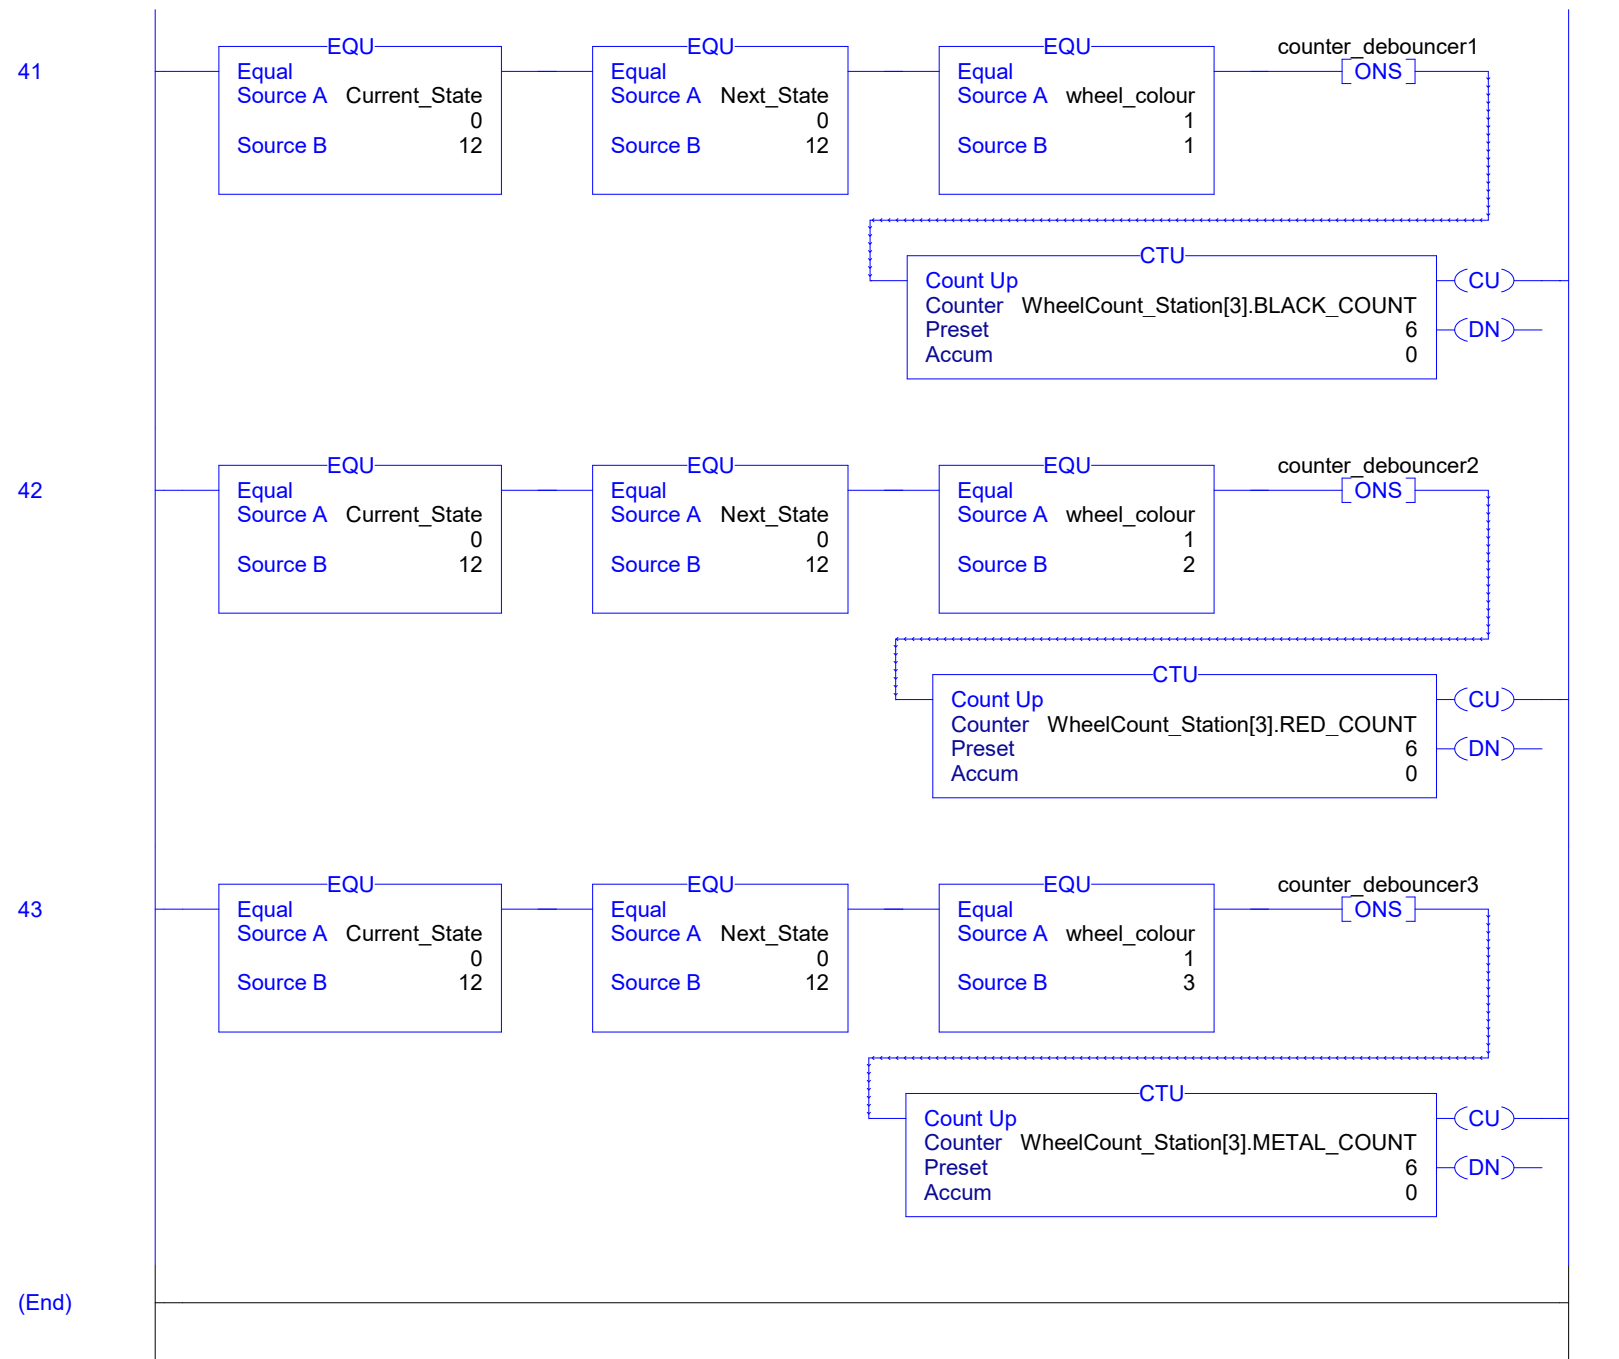 EQU EQU EQU counter_debouncer1
41 Equal Equal Equal ONS
Source A Current_State Source A Next_State Source A wheel_colour
0 0 1
Source B 12 Source B 12 Source B 1
CTU
Count Up CU
Counter WheelCount_Station[3].BLACK_COUNT
Preset 6 DN
Accum 0
EQU EQU EQU counter_debouncer2
42 Equal Equal Equal ONS
Source A Current_State Source A Next_State Source A wheel_colour
0 0 1
Source B 12 Source B 12 Source B 2
CTU
Count Up CU
Counter WheelCount_Station[3].RED_COUNT
Preset 6 DN
Accum 0
EQU EQU EQU counter_debouncer3
43 Equal Equal Equal ONS
Source A Current_State Source A Next_State Source A wheel_colour
0 0 1
Source B 12 Source B 12 Source B 3
CTU
Count Up CU
Counter WheelCount_Station[3].METAL_COUNT
Preset 6 DN
Accum 0
(End)